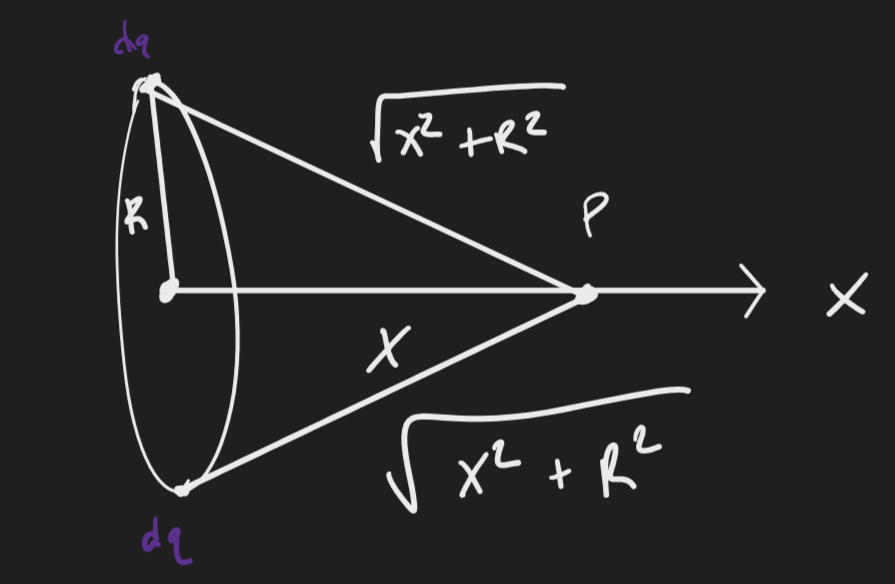 dq
√x² + R²
R
P
X
X
√x² + R²
dq